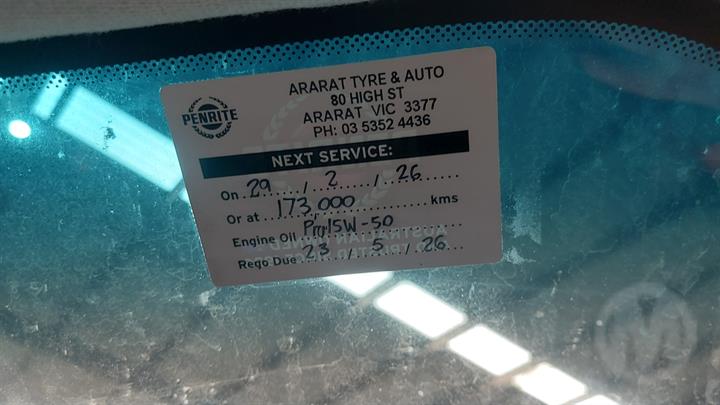 PENRITE
ARARAT TYRE & AUTO
80 HIGH ST
ARARAT VIC 3377
PH: 03 5352 4436
NEXT SERVICE:
On 29 / 2 / 26
Or at 173,000 kms
Engine Oil 15W-50
Rego Due 23 / 5 / 26
M